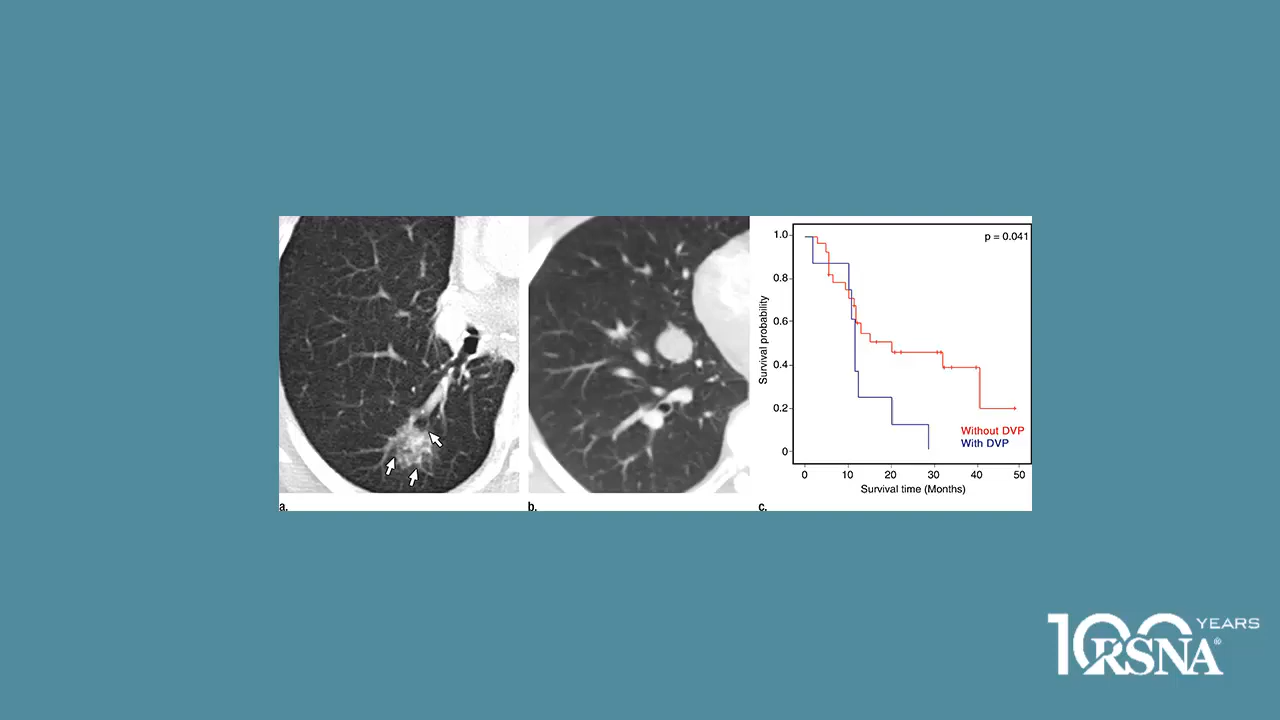 p = 0.041
1.0
0.8
0.6
0.4
0.2
0
Survival probability
Without DVP
With DVP
0 10 20 30 40 50
Survival time (Months)
a. b. c.
100 YEARS
RSNA®